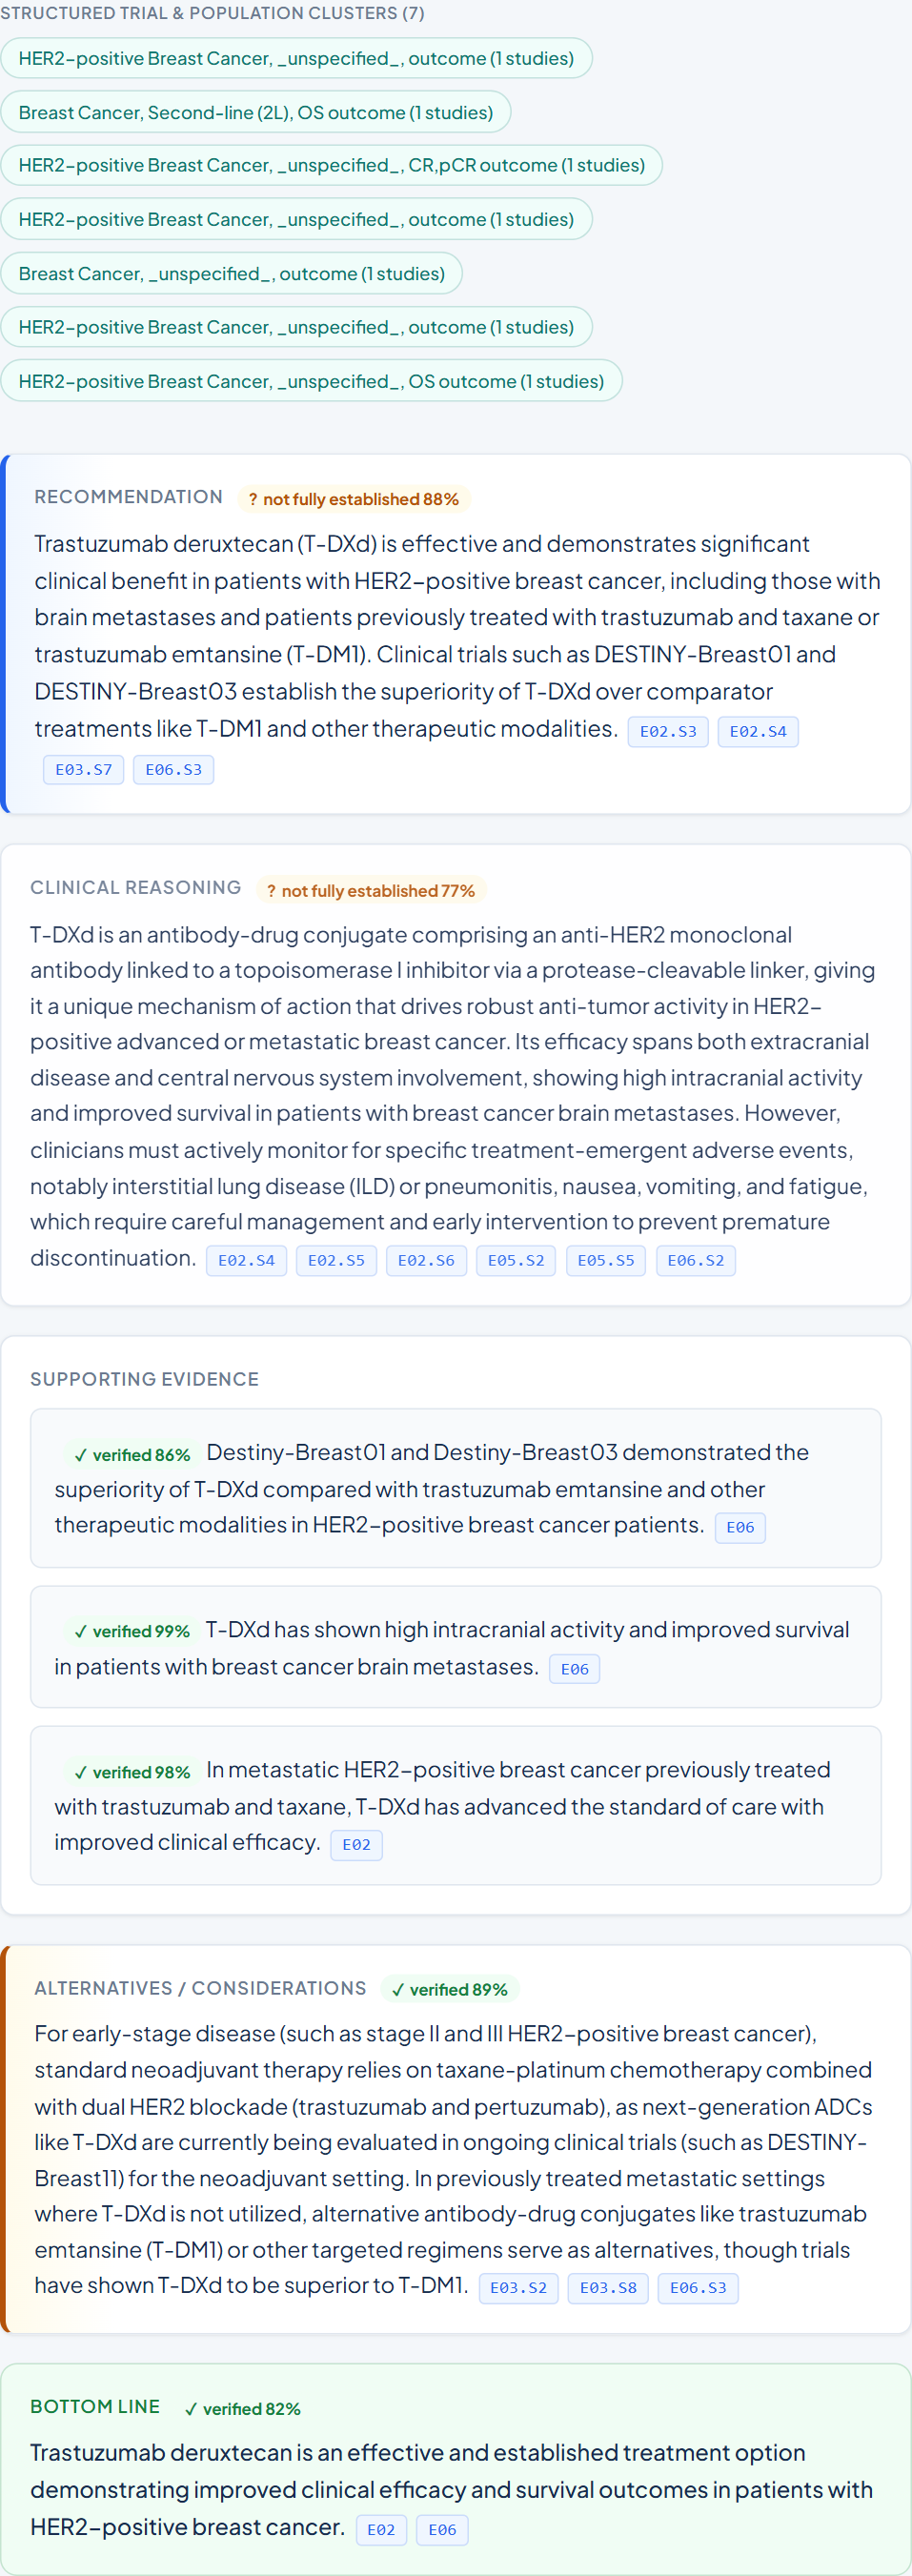 STRUCTURED TRIAL & POPULATION CLUSTERS (7)
HER2-positive Breast Cancer, _unspecified_, outcome (1 studies)
Breast Cancer, Second-line (2L), OS outcome (1 studies)
HER2-positive Breast Cancer, _unspecified_, CR,pCR outcome (1 studies)
HER2-positive Breast Cancer, _unspecified_, outcome (1 studies)
Breast Cancer, _unspecified_, outcome (1 studies)
HER2-positive Breast Cancer, _unspecified_, outcome (1 studies)
HER2-positive Breast Cancer, _unspecified_, OS outcome (1 studies)
RECOMMENDATION ? not fully established 88%
Trastuzumab deruxtecan (T-DXd) is effective and demonstrates significant
clinical benefit in patients with HER2-positive breast cancer, including those with
brain metastases and patients previously treated with trastuzumab and taxane or
trastuzumab emtansine (T-DM1). Clinical trials such as DESTINY-Breast01 and
DESTINY-Breast03 establish the superiority of T-DXd over comparator
treatments like T-DM1 and other therapeutic modalities. E02.S3 E02.S4
E03.S7 E06.S3
CLINICAL REASONING ? not fully established 77%
T-DXd is an antibody-drug conjugate comprising an anti-HER2 monoclonal
antibody linked to a topoisomerase I inhibitor via a protease-cleavable linker, giving
it a unique mechanism of action that drives robust anti-tumor activity in HER2-
positive advanced or metastatic breast cancer. Its efficacy spans both extracranial
disease and central nervous system involvement, showing high intracranial activity
and improved survival in patients with breast cancer brain metastases. However,
clinicians must actively monitor for specific treatment-emergent adverse events,
notably interstitial lung disease (ILD) or pneumonitis, nausea, vomiting, and fatigue,
which require careful management and early intervention to prevent premature
discontinuation. E02.S4 E02.S5 E02.S6 E05.S2 E05.S5 E06.S2
SUPPORTING EVIDENCE
✓ verified 86% Destiny-Breast01 and Destiny-Breast03 demonstrated the
superiority of T-DXd compared with trastuzumab emtansine and other
therapeutic modalities in HER2-positive breast cancer patients. E06
✓ verified 99% T-DXd has shown high intracranial activity and improved survival
in patients with breast cancer brain metastases. E06
✓ verified 98% In metastatic HER2-positive breast cancer previously treated
with trastuzumab and taxane, T-DXd has advanced the standard of care with
improved clinical efficacy. E02
ALTERNATIVES / CONSIDERATIONS ✓ verified 89%
For early-stage disease (such as stage II and III HER2-positive breast cancer),
standard neoadjuvant therapy relies on taxane-platinum chemotherapy combined
with dual HER2 blockade (trastuzumab and pertuzumab), as next-generation ADCs
like T-DXd are currently being evaluated in ongoing clinical trials (such as DESTINY-
Breast11) for the neoadjuvant setting. In previously treated metastatic settings
where T-DXd is not utilized, alternative antibody-drug conjugates like trastuzumab
emtansine (T-DM1) or other targeted regimens serve as alternatives, though trials
have shown T-DXd to be superior to T-DM1. E03.S2 E03.S8 E06.S3
BOTTOM LINE ✓ verified 82%
Trastuzumab deruxtecan is an effective and established treatment option
demonstrating improved clinical efficacy and survival outcomes in patients with
HER2-positive breast cancer. E02 E06